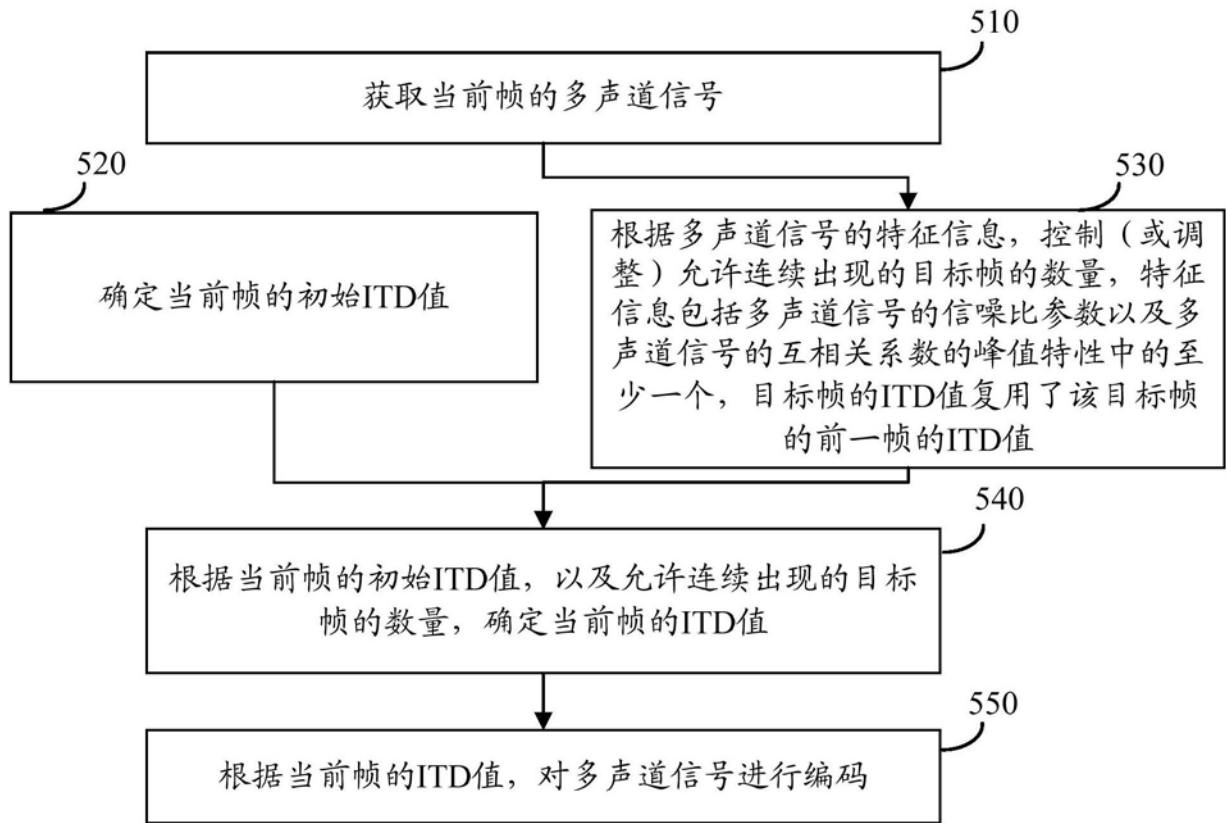 510
获取当前帧的多声道信号
520
确定当前帧的初始ITD值
530
根据多声道信号的特征信息，控制（或调
整）允许连续出现的目标帧的数量，特征
信息包括多声道信号的信噪比参数以及多
声道信号的互相关系数的峰值特性中的至
少一个，目标帧的ITD值复用了该目标帧
的前一帧的ITD值
540
根据当前帧的初始ITD值，以及允许连续出现的目标
帧的数量，确定当前帧的ITD值
550
根据当前帧的ITD值，对多声道信号进行编码